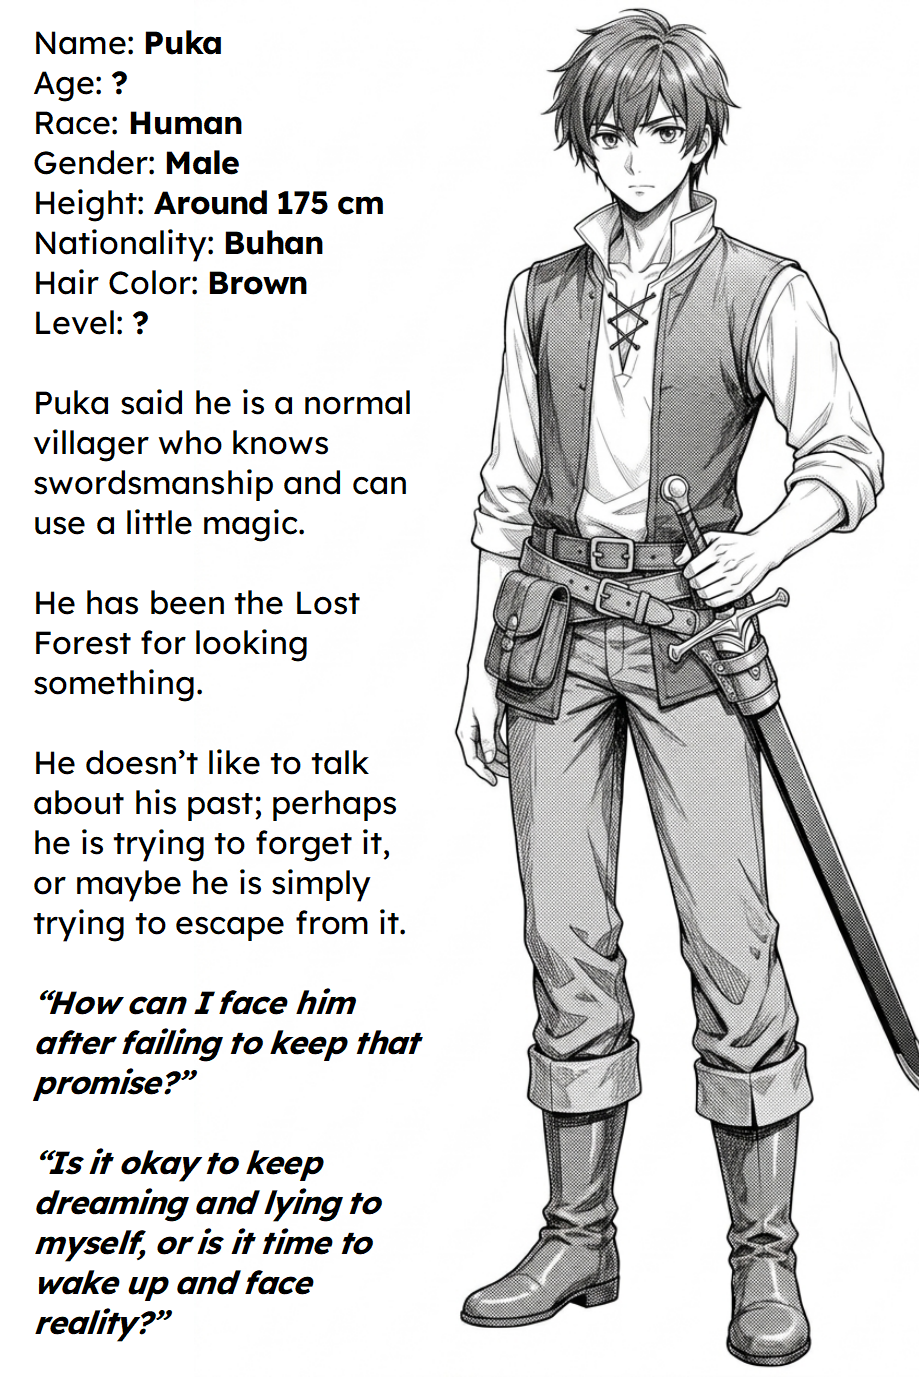 Name: Puka
Age: ?
Race: Human
Gender: Male
Height: Around 175 cm
Nationality: Buhan
Hair Color: Brown
Level: ?
Puka said he is a normal
villager who knows
swordsmanship and can
use a little magic.
He has been the Lost
Forest for looking
something.
He doesn’t like to talk
about his past; perhaps
he is trying to forget it,
or maybe he is simply
trying to escape from it.
“How can I face him
after failing to keep that
promise?”
“Is it okay to keep
dreaming and lying to
myself, or is it time to
wake up and face
reality?”